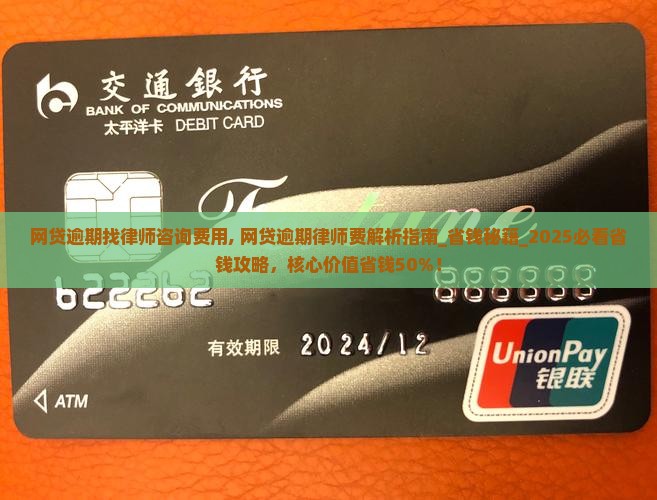 交通銀行
BANK OF COMMUNICATIONS
太平洋卡 DEBIT CARD
网贷逾期找律师咨询费用, 网贷逾期律师费解析指南_省钱秘籍_2025必看省
钱攻略，核心价值省钱50%！
622262
888888
有效期限 2024/12
UnionPay
银联
ATM